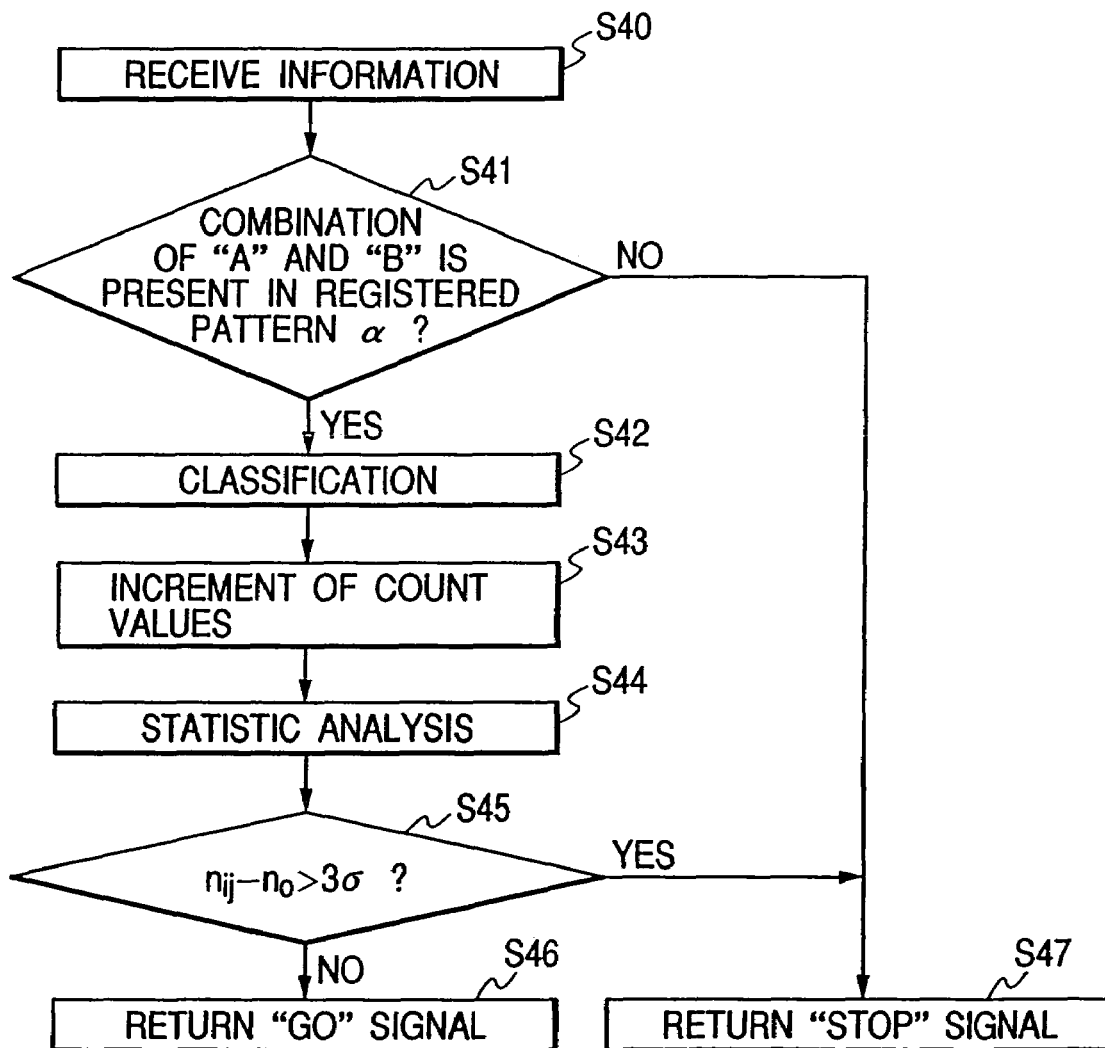 S40
RECEIVE INFORMATION
S41
COMBINATION
OF “A” AND “B” IS
PRESENT IN REGISTERED
PATTERN α ?
NO
YES
S42
CLASSIFICATION
S43
INCREMENT OF COUNT
VALUES
S44
STATISTIC ANALYSIS
S45
nij−n0>3σ ?
YES
NO
S46
RETURN “GO” SIGNAL
S47
RETURN “STOP” SIGNAL